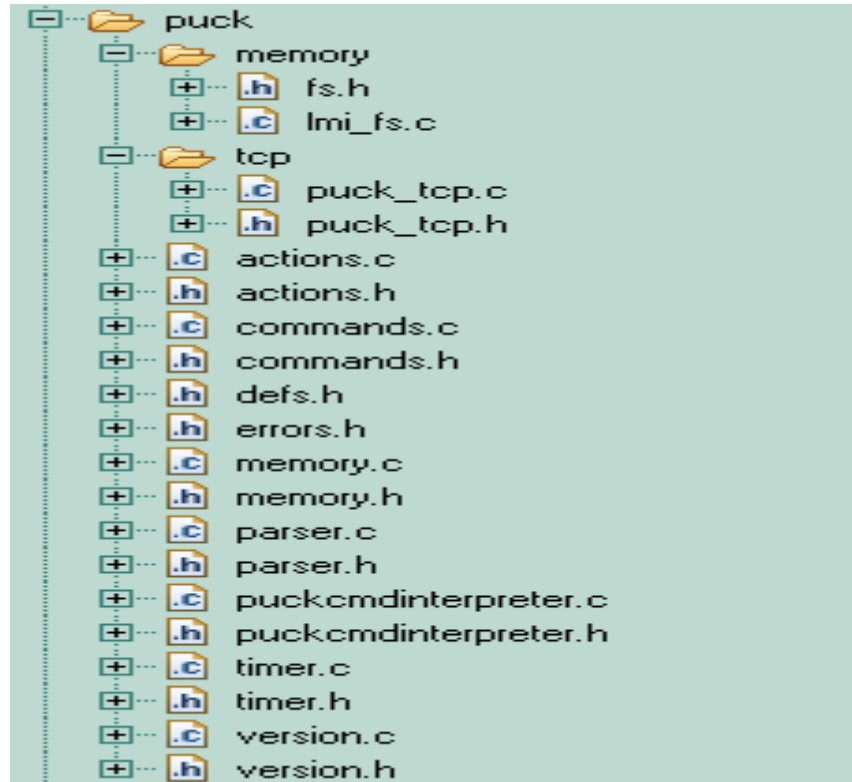 puck
memory
.h fs.h
.c lmi_fs.c
tcp
.c puck_tcp.c
.h puck_tcp.h
.c actions.c
.h actions.h
.c commands.c
.h commands.h
.h defs.h
.h errors.h
.c memory.c
.h memory.h
.c parser.c
.h parser.h
.c puckcmdinterpreter.c
.h puckcmdinterpreter.h
.c timer.c
.h timer.h
.c version.c
.h version.h